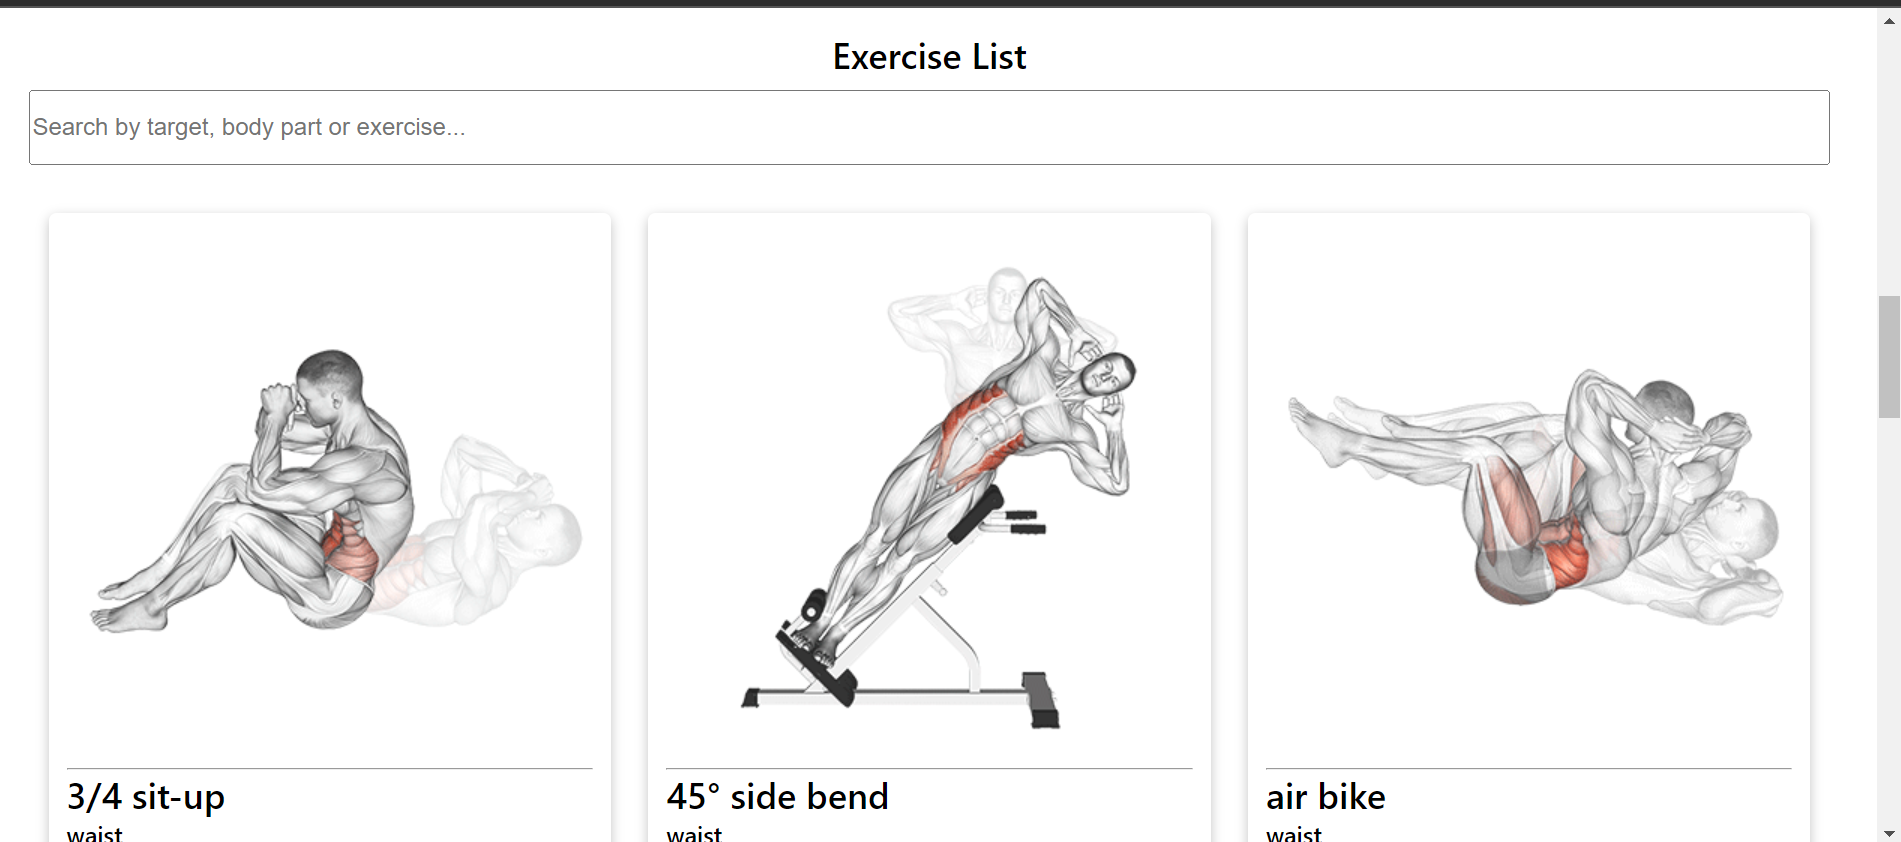 Exercise List
Search by target, body part or exercise...
3/4 sit-up
45° side bend
air bike
waist
waist
waist